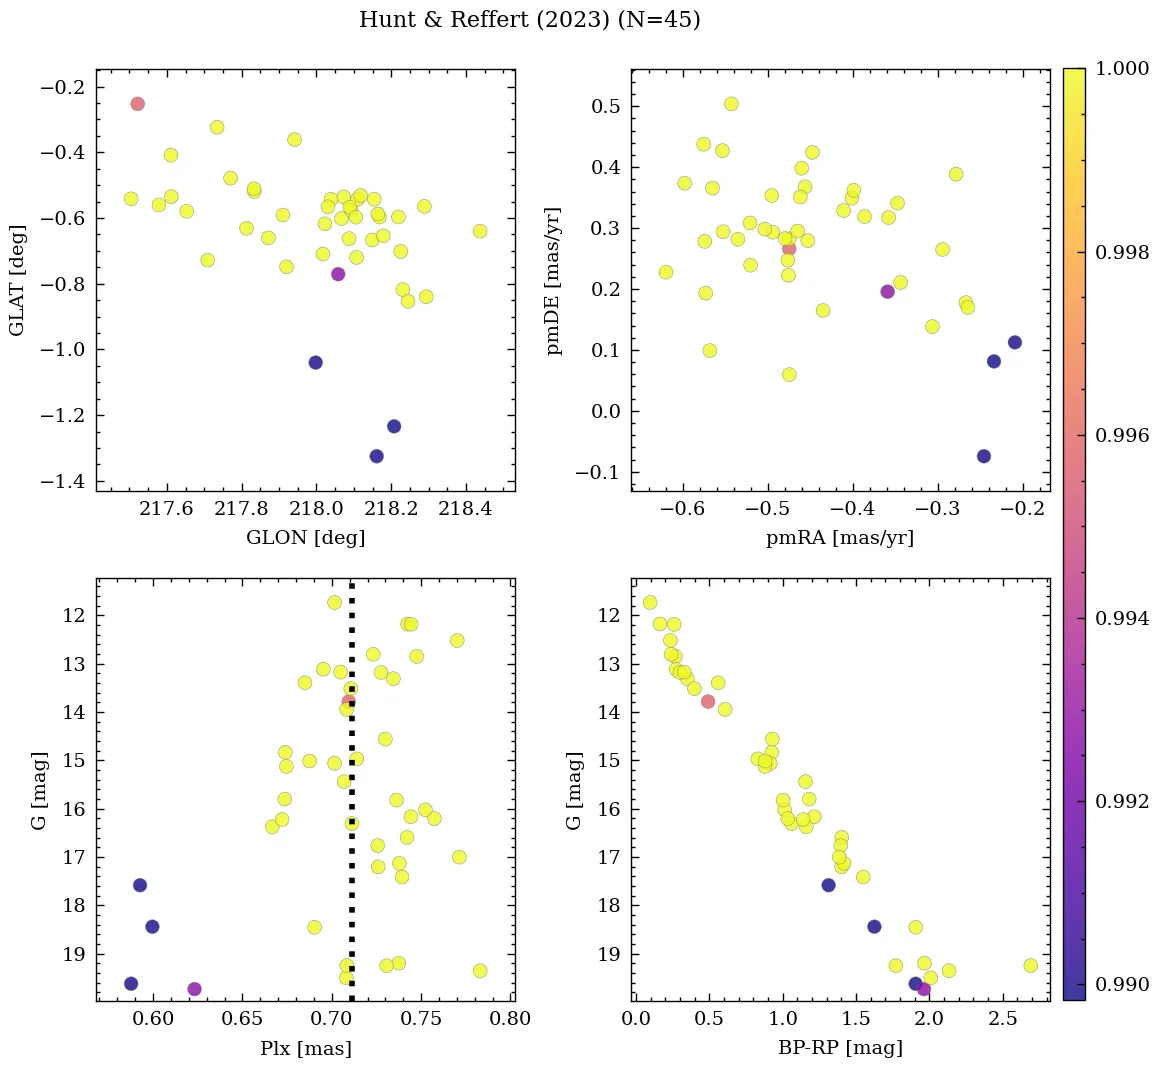 Hunt & Reffert (2023) (N=45)
−0.2
−0.4
−0.6
−0.8
−1.0
−1.2
−1.4
GLAT [deg]
217.6 217.8 218.0 218.2 218.4
GLON [deg]
0.5
0.4
0.3
0.2
0.1
0.0
−0.1
pmDE [mas/yr]
−0.6 −0.5 −0.4 −0.3 −0.2
pmRA [mas/yr]
12
13
14
15
16
17
18
19
G [mag]
0.60 0.65 0.70 0.75 0.80
Plx [mas]
12
13
14
15
16
17
18
19
G [mag]
0.0 0.5 1.0 1.5 2.0 2.5
BP-RP [mag]
1.000
0.998
0.996
0.994
0.992
0.990